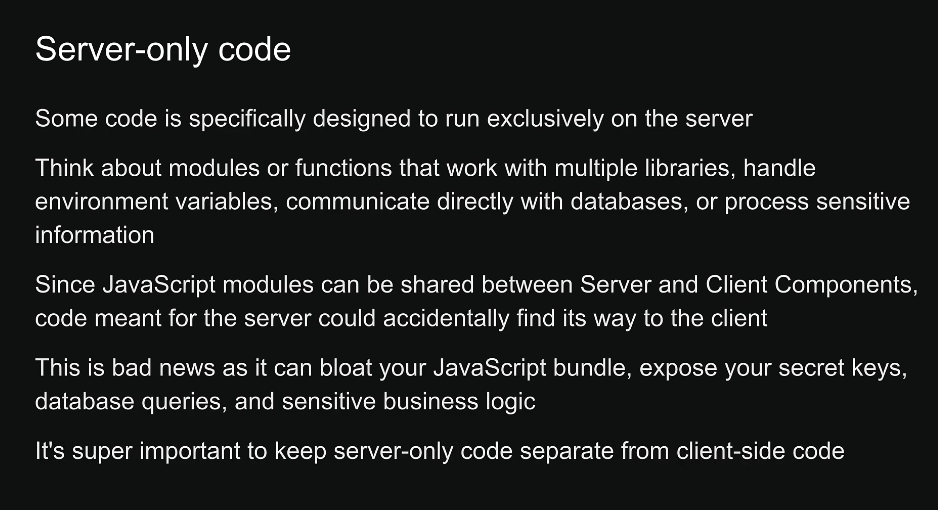 Server-only code
Some code is specifically designed to run exclusively on the server
Think about modules or functions that work with multiple libraries, handle
environment variables, communicate directly with databases, or process sensitive
information
Since JavaScript modules can be shared between Server and Client Components,
code meant for the server could accidentally find its way to the client
This is bad news as it can bloat your JavaScript bundle, expose your secret keys,
database queries, and sensitive business logic
It's super important to keep server-only code separate from client-side code